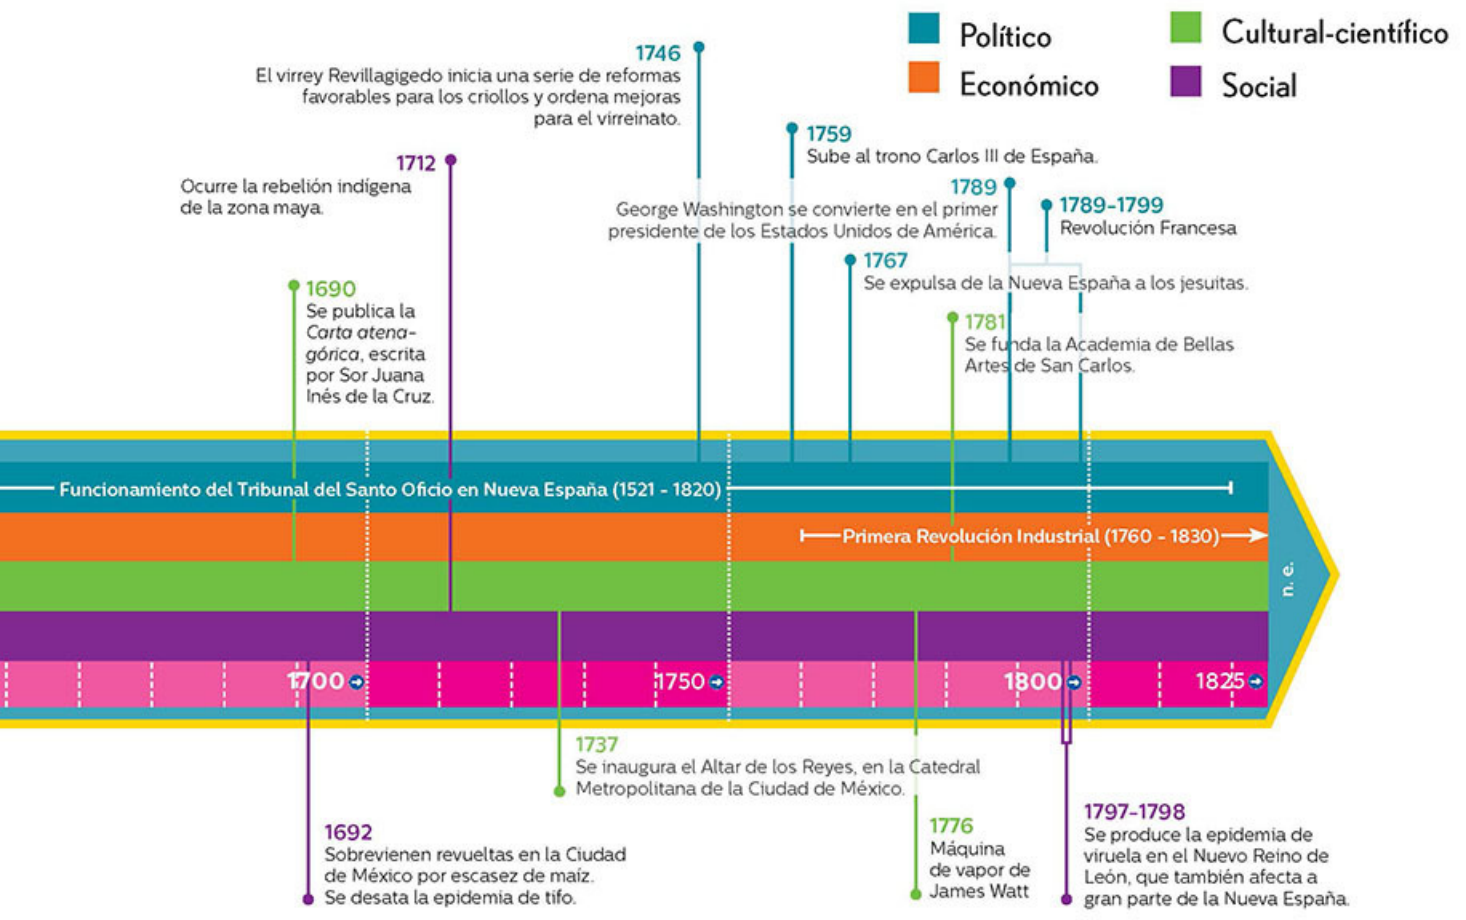 Político
Cultural-científico
Económico
Social
1746
El virrey Revillagigedo inicia una serie de reformas
favorables para los criollos y ordena mejoras
para el virreinato.
1759
Sube al trono Carlos III de España.
1712
Ocurre la rebelión indígena
de la zona maya.
1789
George Washington se convierte en el primer
presidente de los Estados Unidos de América.
1789-1799
Revolución Francesa
1767
Se expulsa de la Nueva España a los jesuitas.
1690
Se publica la
Carta atena-
górica, escrita
por Sor Juana
Inés de la Cruz.
1781
Se funda la Academia de Bellas
Artes de San Carlos.
Funcionamiento del Tribunal del Santo Oficio en Nueva España (1521 - 1820)
Primera Revolución Industrial (1760 - 1830)
n. e.
1700
1750
1800
1825
1737
Se inaugura el Altar de los Reyes, en la Catedral
Metropolitana de la Ciudad de México.
1692
Sobrevienen revueltas en la Ciudad
de México por escasez de maíz.
Se desata la epidemia de tifo.
1776
Máquina
de vapor de
James Watt
1797-1798
Se produce la epidemia de
viruela en el Nuevo Reino de
León, que también afecta a
gran parte de la Nueva España.